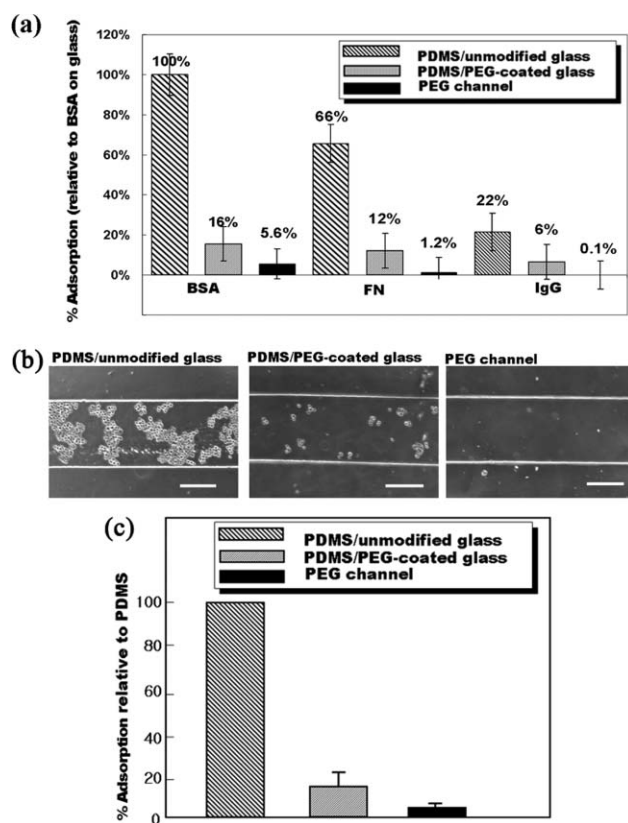 (a)
120%
100%
80%
60%
40%
20%
0%
% Adsorption (relative to BSA on glass)
PDMS/unmodified glass
PDMS/PEG-coated glass
PEG channel
100%
16%
5.6%
66%
12%
1.2%
22%
6%
0.1%
BSA
FN
IgG
(b)
PDMS/unmodified glass
PDMS/PEG-coated glass
PEG channel
(c)
PDMS/unmodified glass
PDMS/PEG-coated glass
PEG channel
% Adsorption relative to PDMS
100
80
60
40
20
0